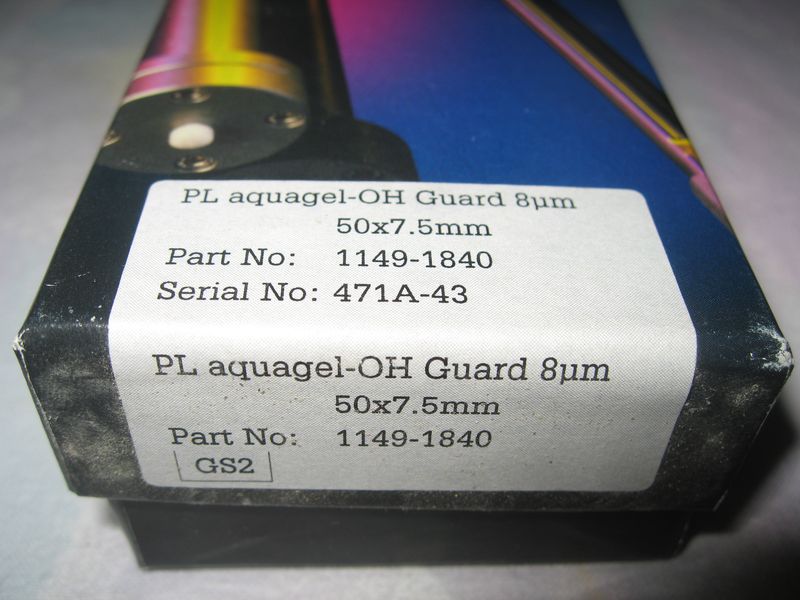 PL aquagel-OH Guard 8µm
50x7.5mm
Part No: 1149-1840
Serial No: 471A-43
PL aquagel-OH Guard 8µm
50x7.5mm
Part No: 1149-1840
GS2